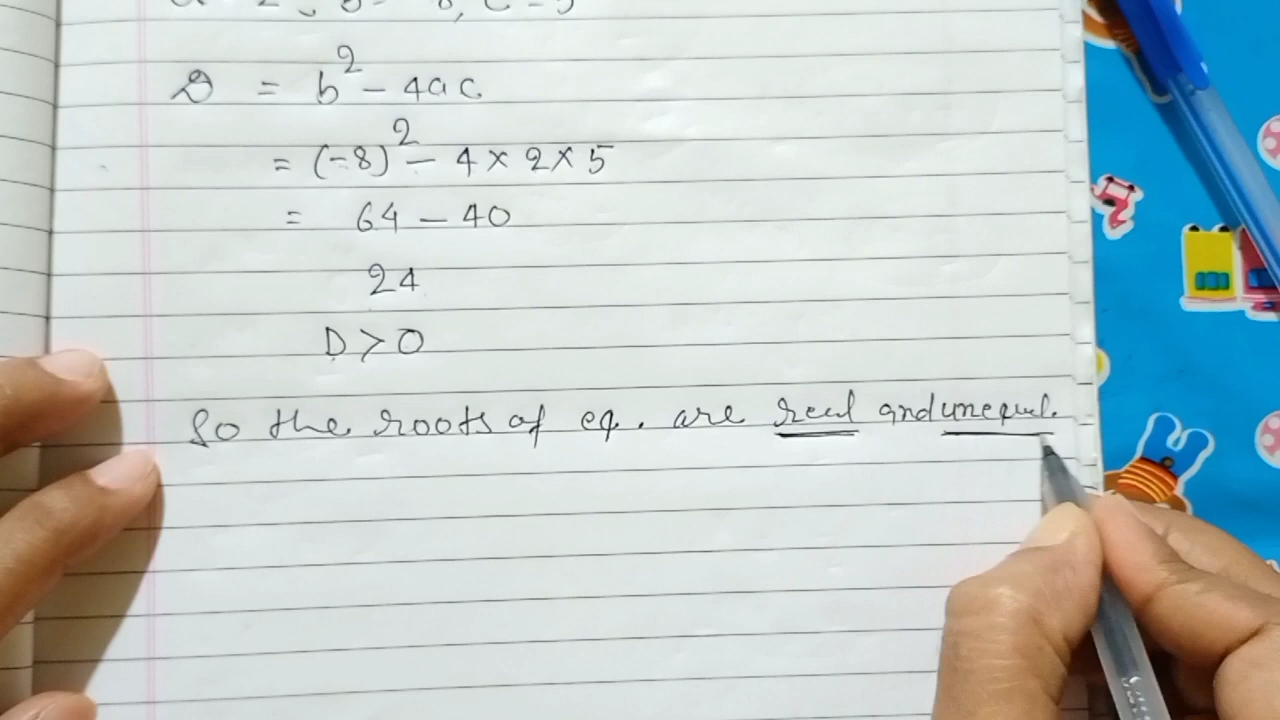 D = b² - 4ac
= (-8)² - 4 × 2 × 5
= 64 - 40
24
D > 0
So the roots of eq. are real and unequal.